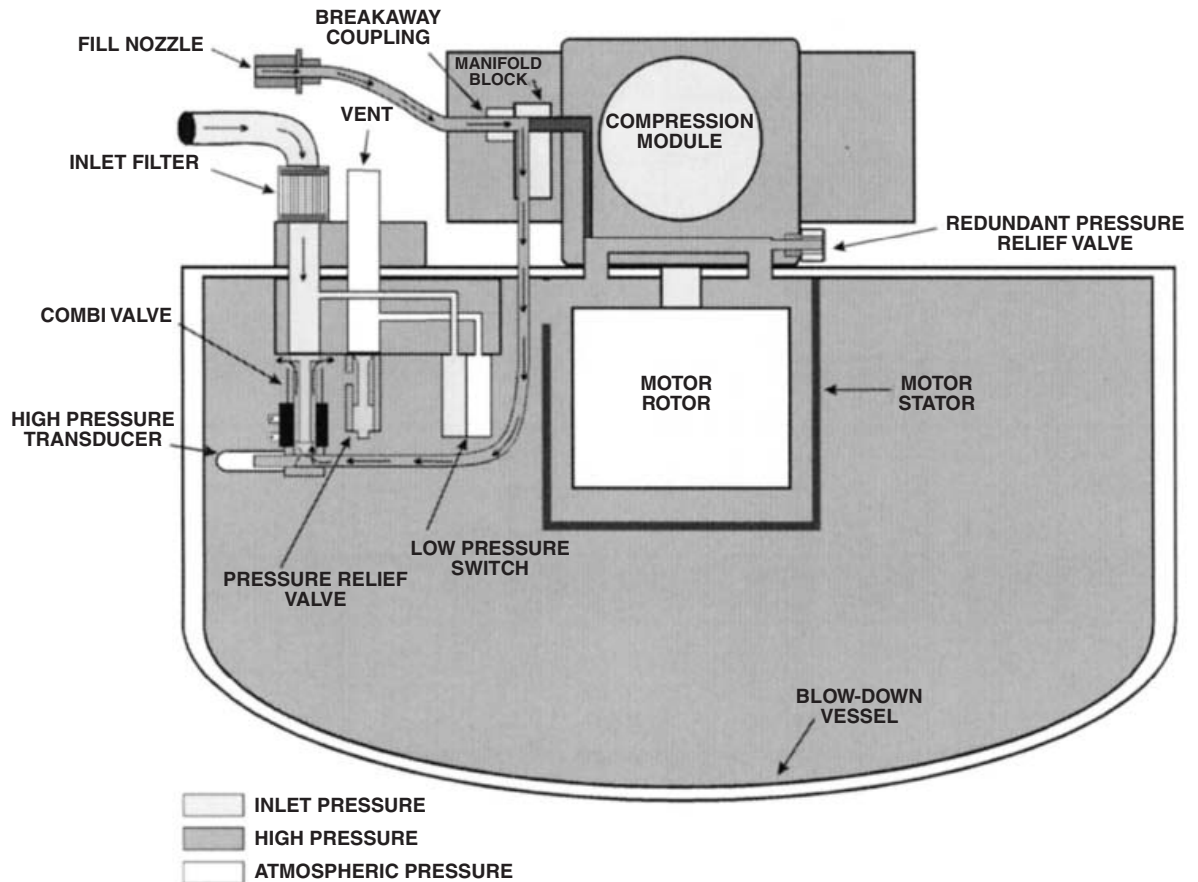 BREAKAWAY
COUPLING
FILL NOZZLE
MANIFOLD
BLOCK
VENT
COMPRESSION
MODULE
INLET FILTER
REDUNDANT PRESSURE
RELIEF VALVE
COMBI VALVE
MOTOR
ROTOR
MOTOR
STATOR
HIGH PRESSURE
TRANSDUCER
LOW PRESSURE
SWITCH
PRESSURE RELIEF
VALVE
BLOW-DOWN
VESSEL
INLET PRESSURE
HIGH PRESSURE
ATMOSPHERIC PRESSURE